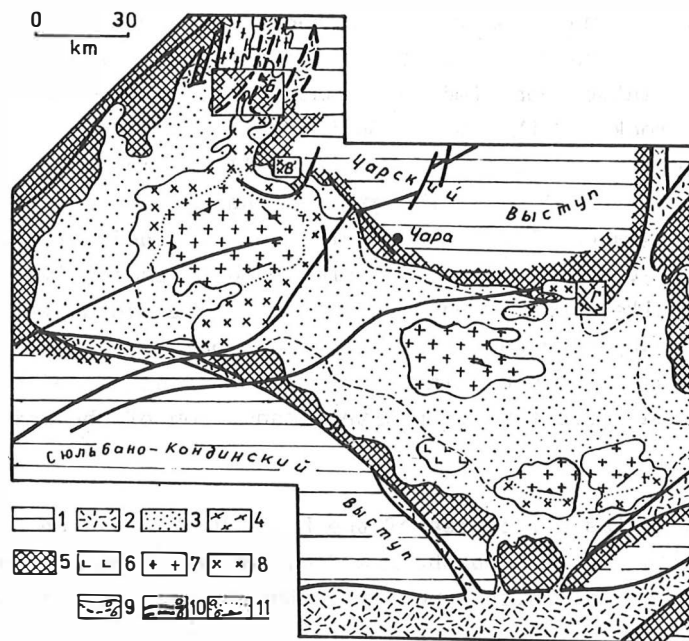 0 30
km
в
Чарский
Выступ
Чара
г
Сюльбано-Кондинский
Выступ
1 2 3 4
5 6 7 8
9 10 11